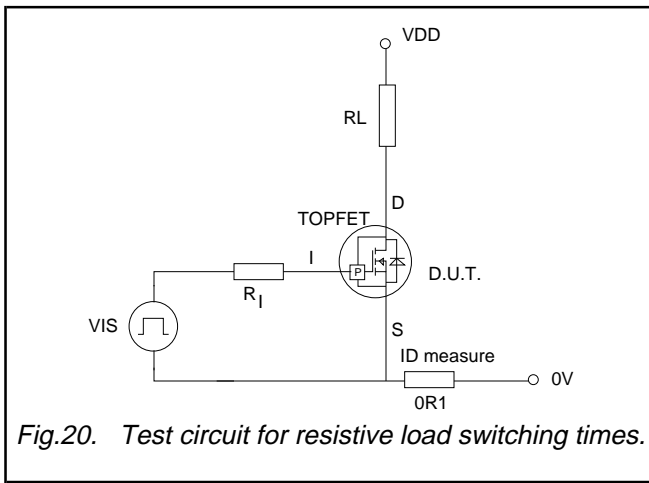 VDD
RL
D
TOPFET
I
P
D.U.T.
RI
VIS
S
ID measure
0V
0R1
Fig.20. Test circuit for resistive load switching times.